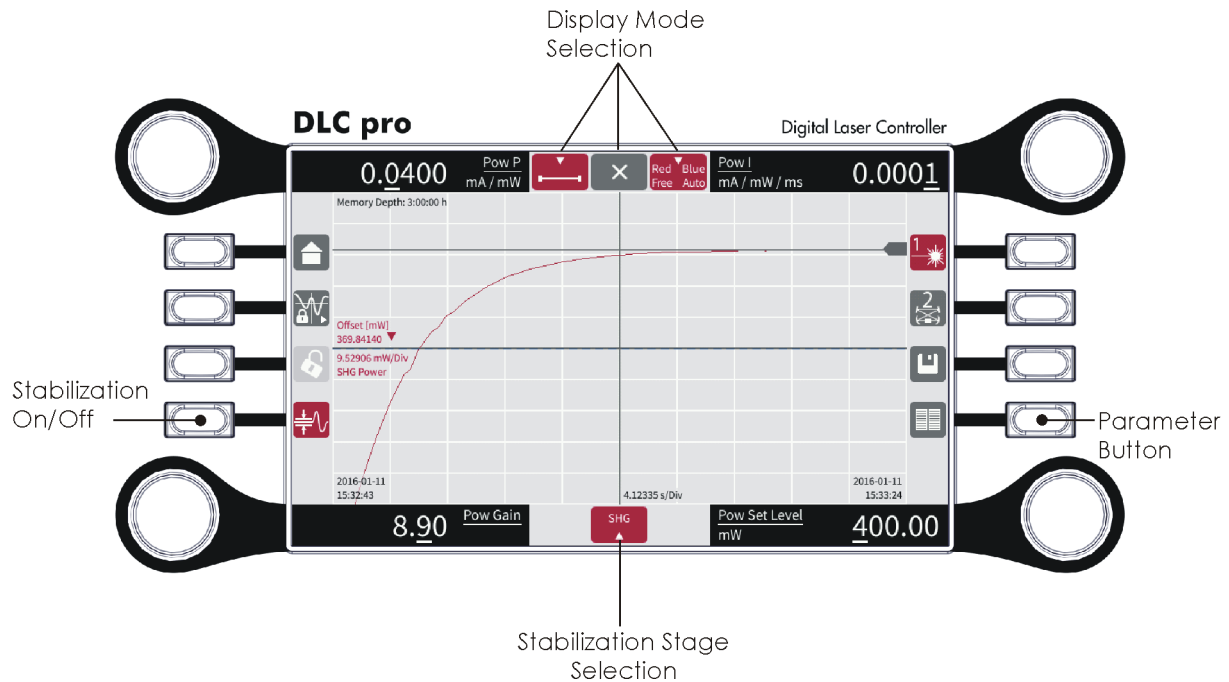 Display Mode
Selection
DLC pro
Digital Laser Controller
0.0400
Pow P
mA / mW
Red Blue
Free Auto
Pow I
mA / mW / ms
0.0001
Memory Depth: 3:00:00 h
1
2
Offset [mW]
369.84140
9.52906 mW/Div
SHG Power
Stabilization
On/Off
Parameter
Button
2016-01-11
15:32:43
4.12335 s/Div
2016-01-11
15:33:24
8.90
Pow Gain
SHG
Pow Set Level
mW
400.00
Stabilization Stage
Selection